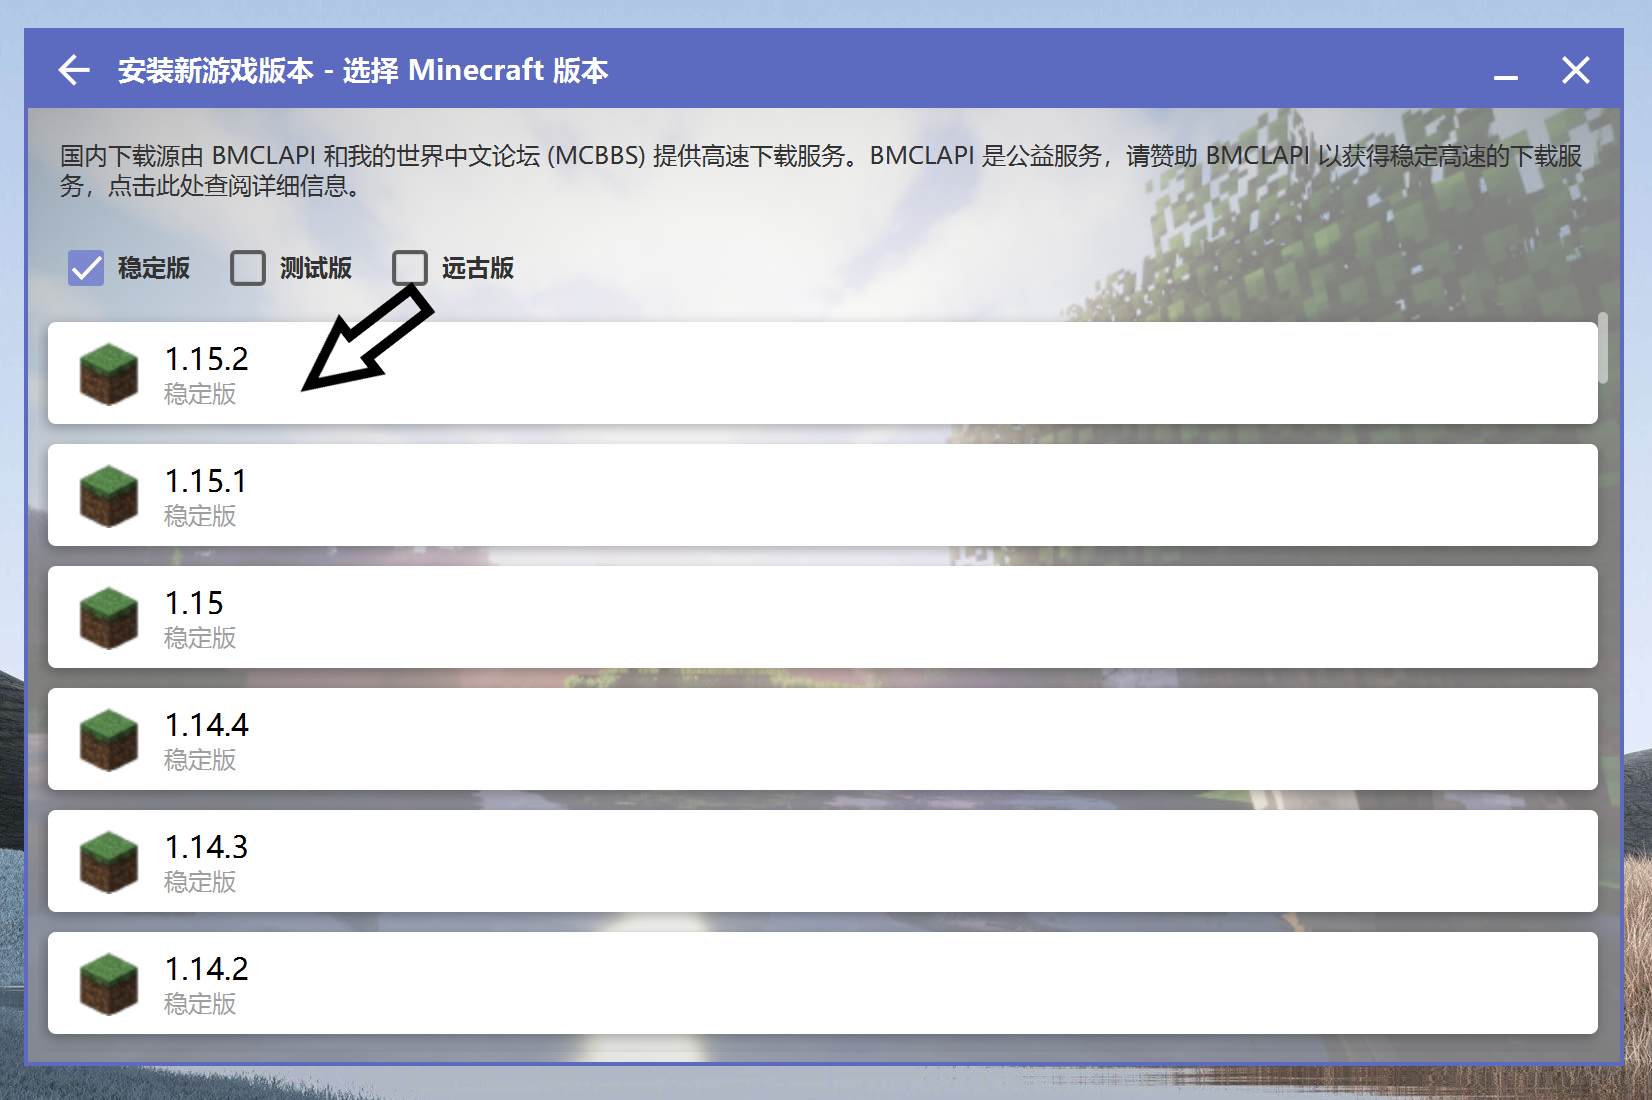 安装新游戏版本 - 选择 Minecraft 版本
国内下载源由 BMCLAPI 和我的世界中文论坛 (MCBBS) 提供高速下载服务。BMCLAPI 是公益服务，请赞助 BMCLAPI 以获得稳定高速的下载服
务，点击此处查阅详细信息。
稳定版 测试版 远古版
1.15.2
稳定版
1.15.1
稳定版
1.15
稳定版
1.14.4
稳定版
1.14.3
稳定版
1.14.2
稳定版